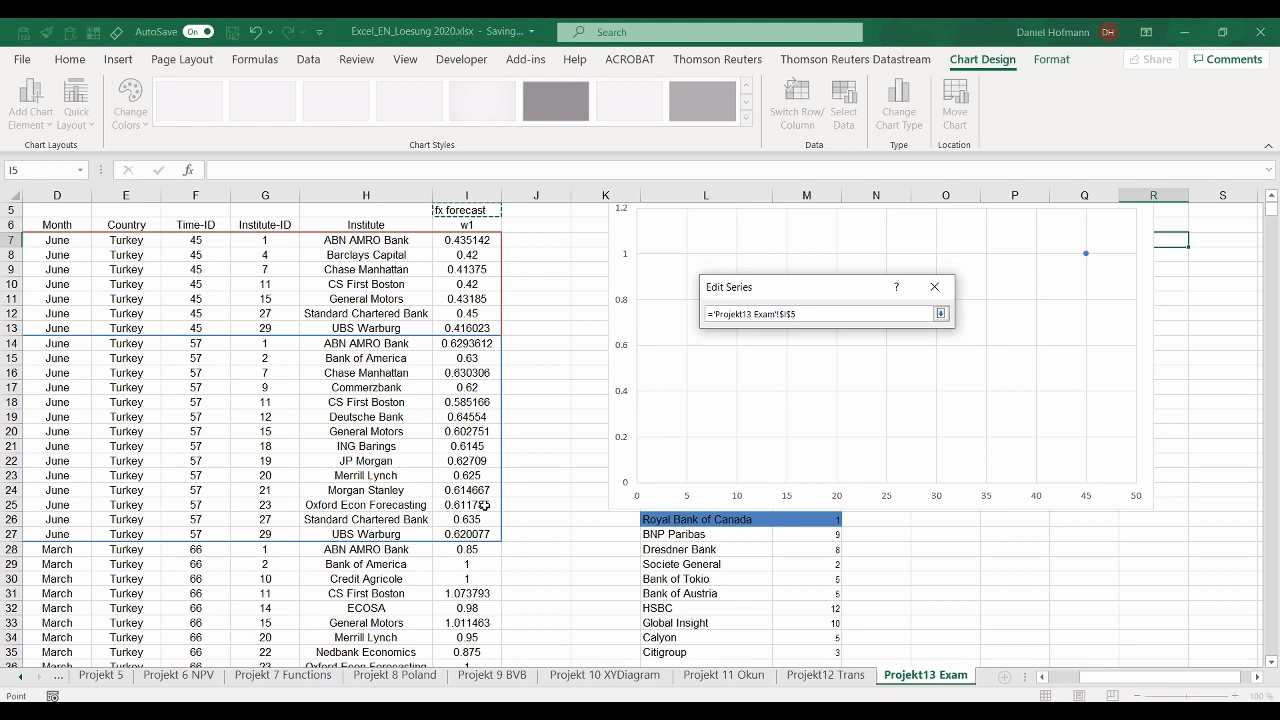 AutoSave On Excel_EN_Loesung 2020.xlsx - Saving... Search Daniel Hofmann DH
File Home Insert Page Layout Formulas Data Review View Developer Add-ins Help ACROBAT Thomson Reuters Thomson Reuters Datastream Chart Design Format Share Comments
Add Chart Element Quick Layout Change Colors Switch Row/ Column Select Data Change Chart Type Move Chart
Chart Layouts Chart Styles Data Type Location
I5 fx
D E F G H I J K L M N O P Q R S
5 fx forecast
6 Month Country Time-ID Institute-ID Institute w1
7 June Turkey 45 1 ABN AMRO Bank 0.435142
8 June Turkey 45 4 Barclays Capital 0.42
9 June Turkey 45 7 Chase Manhattan 0.41375
10 June Turkey 45 11 CS First Boston 0.42
11 June Turkey 45 15 General Motors 0.43185
12 June Turkey 45 27 Standard Chartered Bank 0.45
13 June Turkey 45 29 UBS Warburg 0.416023
14 June Turkey 57 1 ABN AMRO Bank 0.6293612
15 June Turkey 57 2 Bank of America 0.63
16 June Turkey 57 7 Chase Manhattan 0.630306
17 June Turkey 57 9 Commerzbank 0.62
18 June Turkey 57 11 CS First Boston 0.585166
19 June Turkey 57 12 Deutsche Bank 0.64554
20 June Turkey 57 15 General Motors 0.602751
21 June Turkey 57 18 ING Barings 0.6145
22 June Turkey 57 19 JP Morgan 0.62709
23 June Turkey 57 20 Merrill Lynch 0.625
24 June Turkey 57 21 Morgan Stanley 0.614667
25 June Turkey 57 23 Oxford Econ Forecasting
26 June Turkey 57 27 Standard Chartered Bank 0.635
27 June Turkey 57 29 UBS Warburg 0.620077
28 March Turkey 66 1 ABN AMRO Bank 0.85
29 March Turkey 66 2 Bank of America 1
30 March Turkey 66 10 Credit Agricole 1
31 March Turkey 66 11 CS First Boston 1.073793
32 March Turkey 66 14 ECOSA 0.98
33 March Turkey 66 15 General Motors 1.011463
34 March Turkey 66 20 Merrill Lynch 0.95
35 March Turkey 66 22 Nedbank Economics 0.875
36 March Turkey 66 23 Oxford Econ Forecasting 1
1.2
1
0.8
0.6
0.4
0.2
0
0 5 10 15 20 25 30 35 40 45 50
Edit Series ?
='Projekt13 Exam'!$I$5
Royal Bank of Canada 1
BNP Paribas 9
Dresdner Bank 8
Societe General 2
Bank of Tokio 5
Bank of Austria 5
HSBC 12
Global Insight 10
Calyon 5
Citigroup 3
... Projekt 5 Projekt 6 NPV Projekt 7 Functions Projekt 8 Poland Projekt 9 BVB Projekt 10 XYDiagram Projekt 11 Okun Projekt12 Trans Projekt13 Exam
Point 100 %